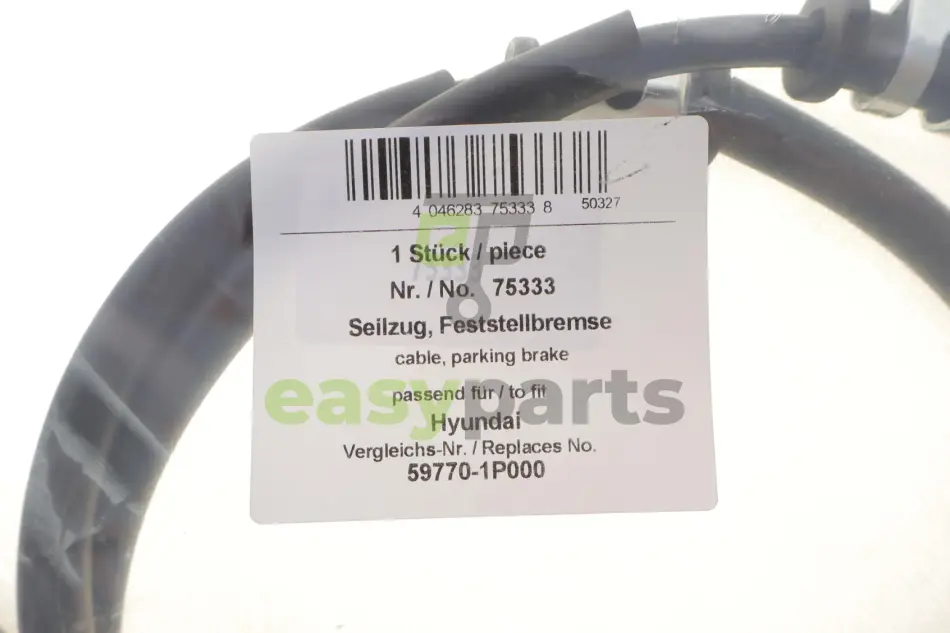 4 046283 75333 8 50327
1 Stück / piece
Nr. / No. 75333
Seilzug, Feststellbremse
cable, parking brake
easyparts
passend für / to fit
Hyundai
Vergleichs-Nr. / Replaces No.
59770-1P000